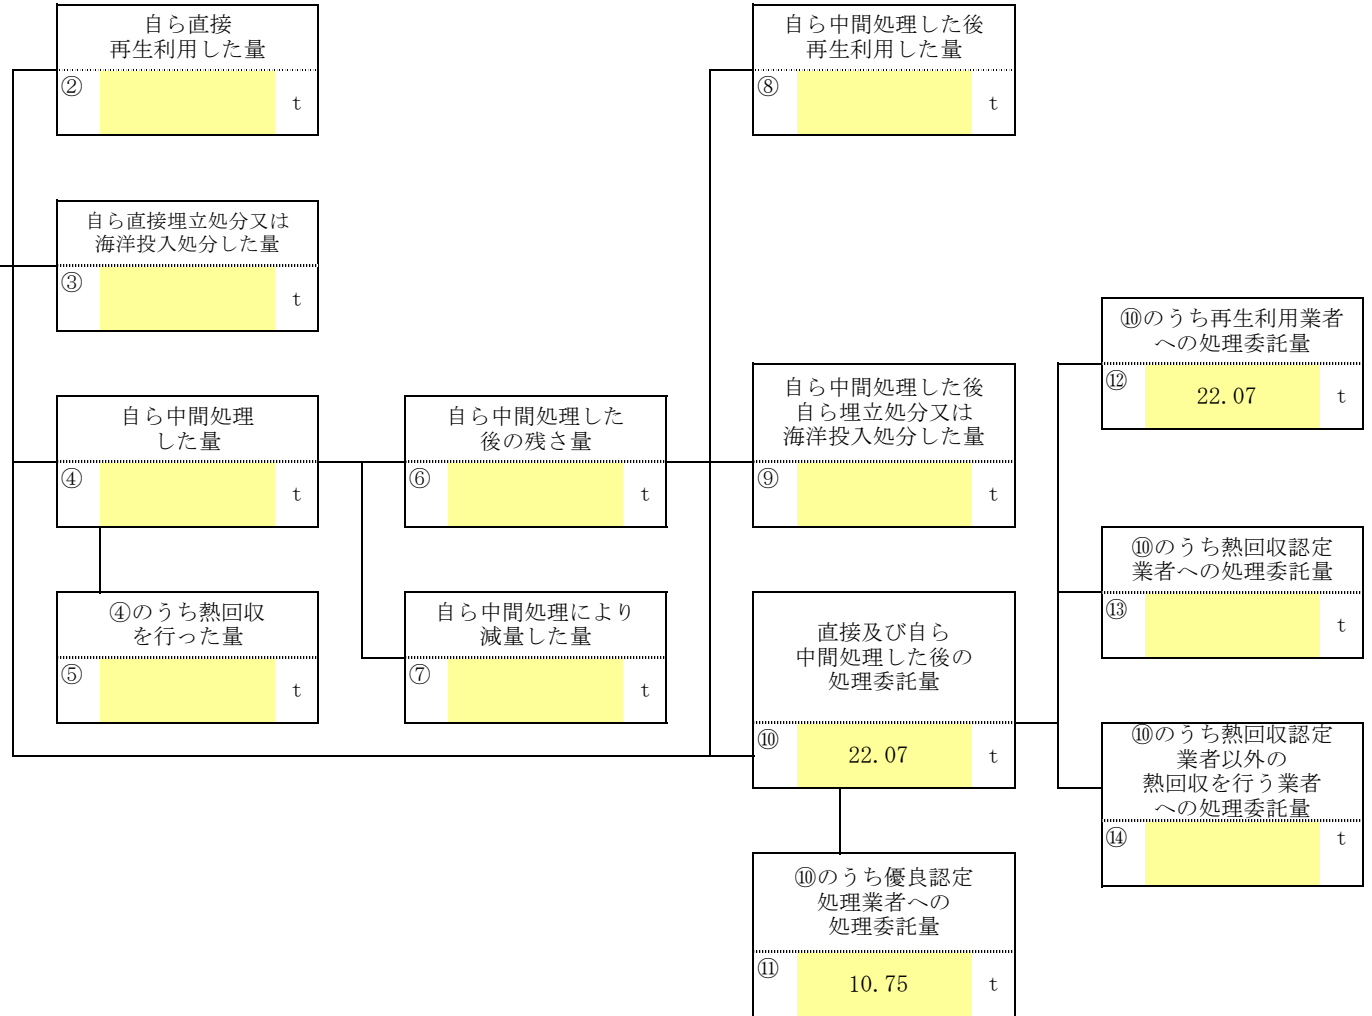 自ら直接
再生利用した量
②
t
自ら中間処理した後
再生利用した量
⑧
t
自ら直接埋立処分又は
海洋投入処分した量
③
t
⑩のうち再生利用業者
への処理委託量
⑫
22.07
t
自ら中間処理
した量
④
t
自ら中間処理した
後の残さ量
⑥
t
自ら中間処理した後
自ら埋立処分又は
海洋投入処分した量
⑨
t
⑩のうち熱回収認定
業者への処理委託量
⑬
t
④のうち熱回収
を行った量
⑤
t
自ら中間処理により
減量した量
⑦
t
直接及び自ら
中間処理した後の
処理委託量
⑩
22.07
t
⑩のうち熱回収認定
業者以外の
熱回収を行う業者
への処理委託量
⑭
t
⑩のうち優良認定
処理業者への
処理委託量
⑪
10.75
t